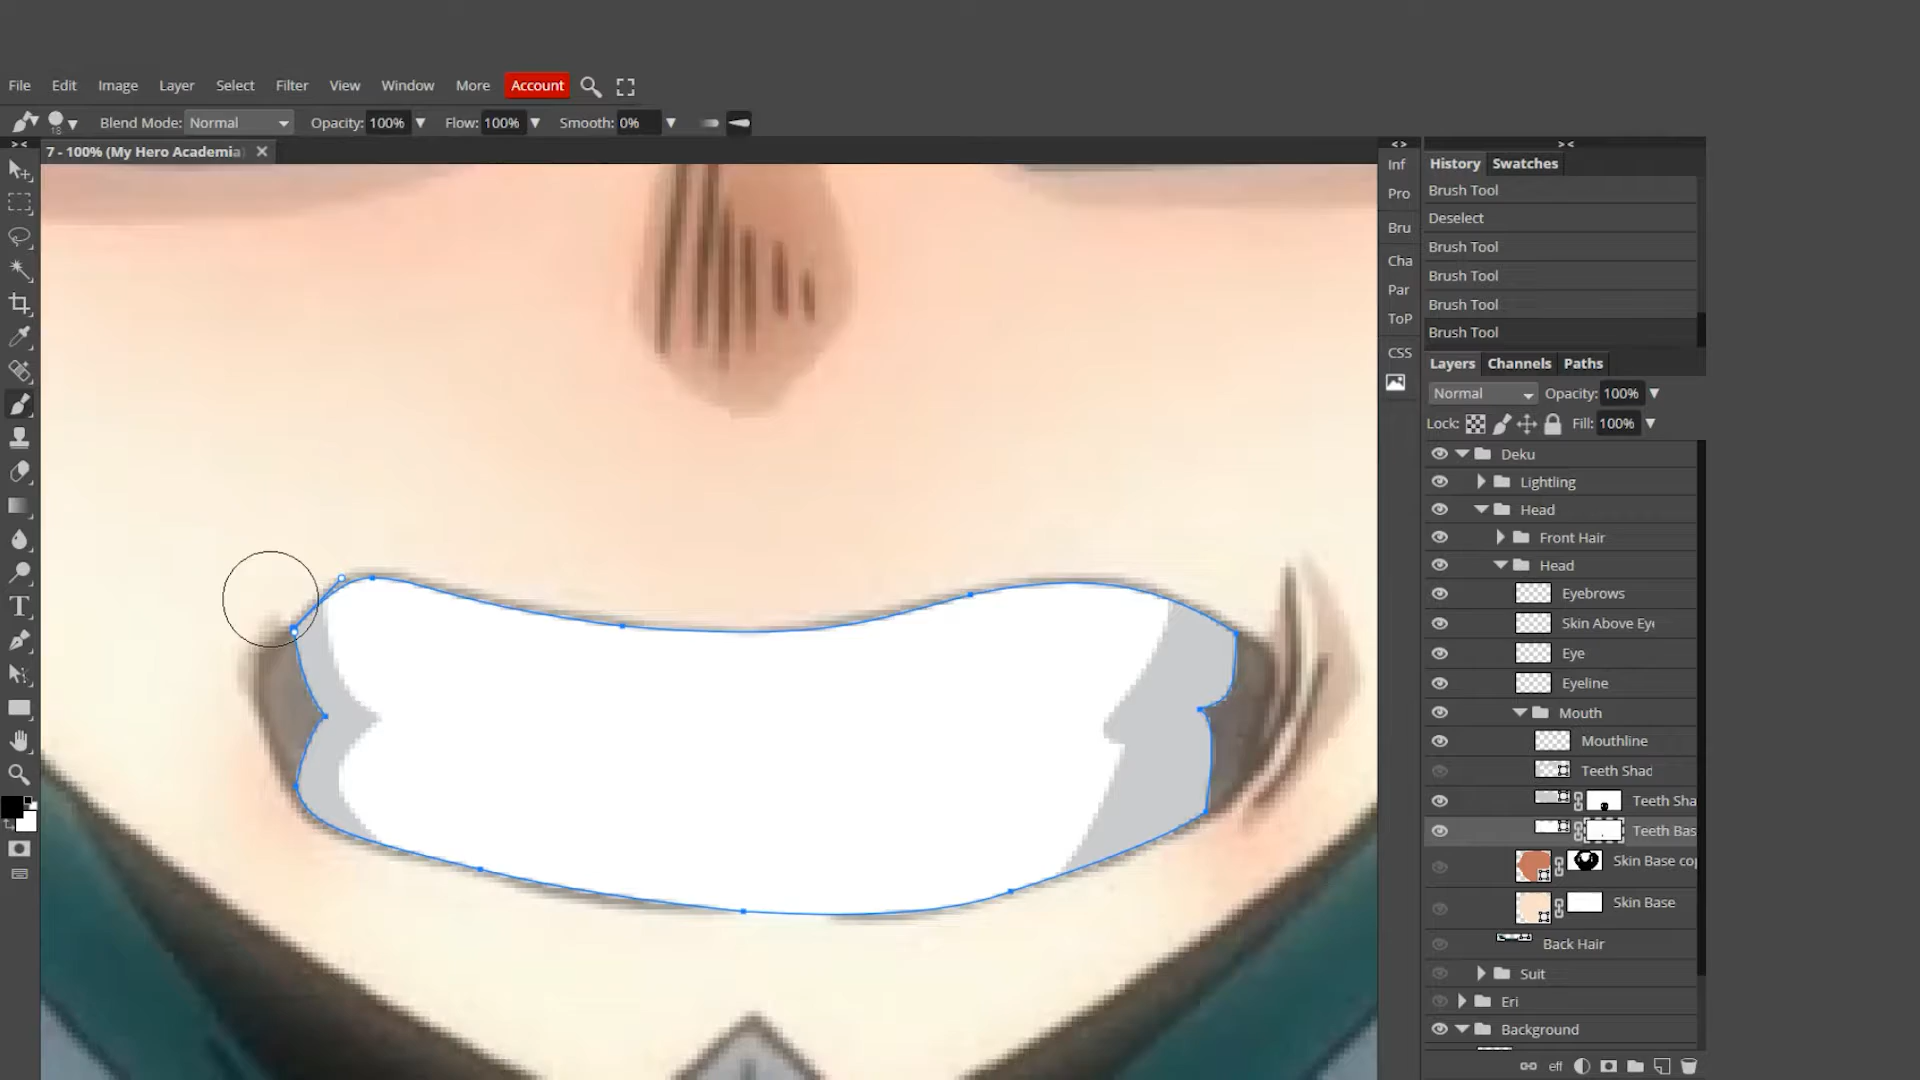 File Edit Image Layer Select Filter View Window More Account
18 Blend Mode: Normal Opacity: 100% Flow: 100% Smooth: 0%
7 - 100% (My Hero Academia
Inf
Pro
Bru
Cha
Par
ToP
CSS
History Swatches
Brush Tool
Deselect
Brush Tool
Brush Tool
Brush Tool
Brush Tool
Layers Channels Paths
Normal Opacity: 100%
Lock: Fill: 100%
Deku
Lightling
Head
Front Hair
Head
Eyebrows
Skin Above Eye
Eye
Eyeline
Mouth
Mouthline
Teeth Shad
Teeth Sha
Teeth Bas
Skin Base cop
Skin Base
Back Hair
Suit
Eri
Background
eff